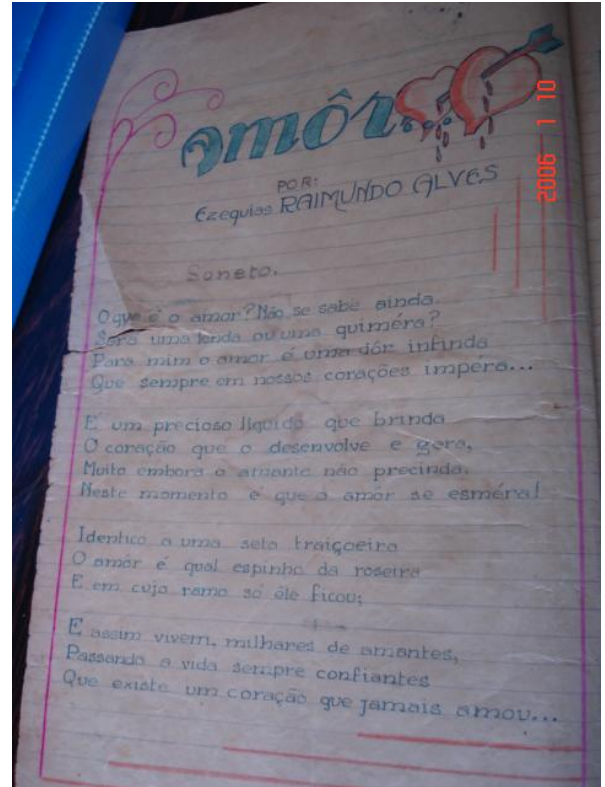 amôr...
POR:
Ezequias RAIMUNDO ALVES
Soneto.
O que é o amor? Não se sabe ainda.
Será uma lenda ou uma quiméra?
Para mim o amor é uma dôr infinda
Que sempre em nossos corações impéra...
É um precioso líquido que brinda
O coração que o desenvolve e gera,
Muito embora o amante não precinda.
Neste momento é que o amôr se esméra!
Identico a uma seta traiçoeira
O amôr é qual espinho da roseira
E em cujo ramo só êle ficou;
E assim vivem, milhares de amantes,
Passando a vida sempre confiantes
Que existe um coração que jamais amou...
2006 1 10